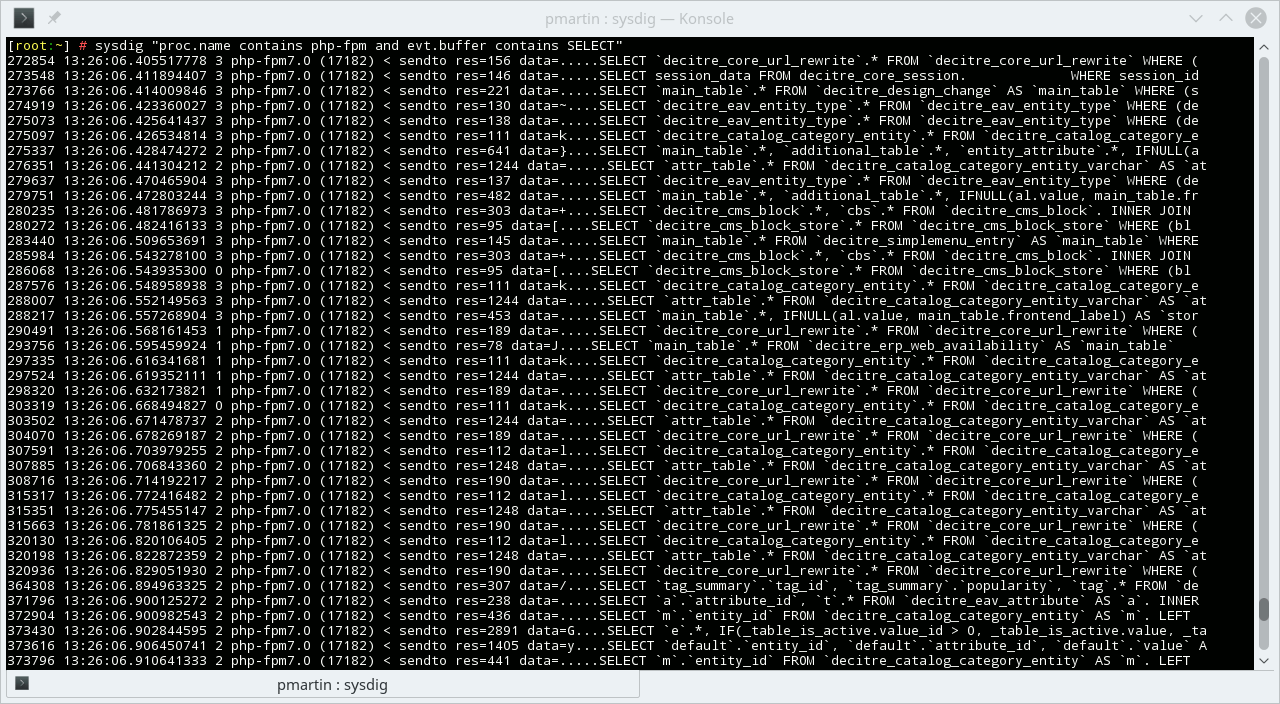 pmartin : sysdig — Konsole
[root:~] # sysdig "proc.name contains php-fpm and evt.buffer contains SELECT"
272854 13:26:06.405517778 3 php-fpm7.0 (17182) < sendto res=156 data=.....SELECT `decitre_core_url_rewrite`.* FROM `decitre_core_url_rewrite` WHERE (
273548 13:26:06.411894407 3 php-fpm7.0 (17182) < sendto res=146 data=.....SELECT session_data FROM decitre_core_session.             WHERE session_id
273766 13:26:06.414009846 3 php-fpm7.0 (17182) < sendto res=221 data=.....SELECT `main_table`.* FROM `decitre_design_change` AS `main_table` WHERE (s
274919 13:26:06.423360027 3 php-fpm7.0 (17182) < sendto res=130 data=~....SELECT `decitre_eav_entity_type`.* FROM `decitre_eav_entity_type` WHERE (de
275073 13:26:06.425641437 3 php-fpm7.0 (17182) < sendto res=138 data=.....SELECT `decitre_eav_entity_type`.* FROM `decitre_eav_entity_type` WHERE (de
275097 13:26:06.426534814 3 php-fpm7.0 (17182) < sendto res=111 data=k....SELECT `decitre_catalog_category_entity`.* FROM `decitre_catalog_category_e
275337 13:26:06.428474272 2 php-fpm7.0 (17182) < sendto res=641 data=}....SELECT `main_table`.*, `additional_table`.*, `entity_attribute`.*, IFNULL(a
276351 13:26:06.441304212 2 php-fpm7.0 (17182) < sendto res=1244 data=.....SELECT `attr_table`.* FROM `decitre_catalog_category_entity_varchar` AS `at
279637 13:26:06.470465904 3 php-fpm7.0 (17182) < sendto res=137 data=.....SELECT `decitre_eav_entity_type`.* FROM `decitre_eav_entity_type` WHERE (de
279751 13:26:06.472803244 3 php-fpm7.0 (17182) < sendto res=482 data=.....SELECT `main_table`.*, `additional_table`.*, IFNULL(al.value, main_table.fr
280235 13:26:06.481786973 3 php-fpm7.0 (17182) < sendto res=303 data=+....SELECT `decitre_cms_block`.*, `cbs`.* FROM `decitre_cms_block`. INNER JOIN
280272 13:26:06.482416133 3 php-fpm7.0 (17182) < sendto res=95 data=[....SELECT `decitre_cms_block_store`.* FROM `decitre_cms_block_store` WHERE (bl
283440 13:26:06.509653691 3 php-fpm7.0 (17182) < sendto res=145 data=.....SELECT `main_table`.* FROM `decitre_simplemenu_entry` AS `main_table` WHERE
285984 13:26:06.543278100 3 php-fpm7.0 (17182) < sendto res=303 data=+....SELECT `decitre_cms_block`.*, `cbs`.* FROM `decitre_cms_block`. INNER JOIN
286068 13:26:06.543935300 0 php-fpm7.0 (17182) < sendto res=95 data=[....SELECT `decitre_cms_block_store`.* FROM `decitre_cms_block_store` WHERE (bl
287576 13:26:06.548958938 3 php-fpm7.0 (17182) < sendto res=111 data=k....SELECT `decitre_catalog_category_entity`.* FROM `decitre_catalog_category_e
288007 13:26:06.552149563 3 php-fpm7.0 (17182) < sendto res=1244 data=.....SELECT `attr_table`.* FROM `decitre_catalog_category_entity_varchar` AS `at
288217 13:26:06.557268904 3 php-fpm7.0 (17182) < sendto res=453 data=.....SELECT `main_table`.*, IFNULL(al.value, main_table.frontend_label) AS `stor
290491 13:26:06.568161453 1 php-fpm7.0 (17182) < sendto res=189 data=.....SELECT `decitre_core_url_rewrite`.* FROM `decitre_core_url_rewrite` WHERE (
293756 13:26:06.595459924 1 php-fpm7.0 (17182) < sendto res=78 data=J....SELECT `main_table`.* FROM `decitre_erp_web_availability` AS `main_table`
297335 13:26:06.616341681 1 php-fpm7.0 (17182) < sendto res=111 data=k....SELECT `decitre_catalog_category_entity`.* FROM `decitre_catalog_category_e
297524 13:26:06.619352111 1 php-fpm7.0 (17182) < sendto res=1244 data=.....SELECT `attr_table`.* FROM `decitre_catalog_category_entity_varchar` AS `at
298320 13:26:06.632173821 1 php-fpm7.0 (17182) < sendto res=189 data=.....SELECT `decitre_core_url_rewrite`.* FROM `decitre_core_url_rewrite` WHERE (
303319 13:26:06.668494827 0 php-fpm7.0 (17182) < sendto res=111 data=k....SELECT `decitre_catalog_category_entity`.* FROM `decitre_catalog_category_e
303502 13:26:06.671478737 2 php-fpm7.0 (17182) < sendto res=1244 data=.....SELECT `attr_table`.* FROM `decitre_catalog_category_entity_varchar` AS `at
304070 13:26:06.678269187 2 php-fpm7.0 (17182) < sendto res=189 data=.....SELECT `decitre_core_url_rewrite`.* FROM `decitre_core_url_rewrite` WHERE (
307591 13:26:06.703979255 2 php-fpm7.0 (17182) < sendto res=112 data=l....SELECT `decitre_catalog_category_entity`.* FROM `decitre_catalog_category_e
307885 13:26:06.706843360 2 php-fpm7.0 (17182) < sendto res=1248 data=.....SELECT `attr_table`.* FROM `decitre_catalog_category_entity_varchar` AS `at
308716 13:26:06.714192217 2 php-fpm7.0 (17182) < sendto res=190 data=.....SELECT `decitre_core_url_rewrite`.* FROM `decitre_core_url_rewrite` WHERE (
315317 13:26:06.772416482 2 php-fpm7.0 (17182) < sendto res=112 data=l....SELECT `decitre_catalog_category_entity`.* FROM `decitre_catalog_category_e
315351 13:26:06.775455147 2 php-fpm7.0 (17182) < sendto res=1248 data=.....SELECT `attr_table`.* FROM `decitre_catalog_category_entity_varchar` AS `at
315663 13:26:06.781861325 2 php-fpm7.0 (17182) < sendto res=190 data=.....SELECT `decitre_core_url_rewrite`.* FROM `decitre_core_url_rewrite` WHERE (
320130 13:26:06.820106405 2 php-fpm7.0 (17182) < sendto res=112 data=l....SELECT `decitre_catalog_category_entity`.* FROM `decitre_catalog_category_e
320198 13:26:06.822872359 2 php-fpm7.0 (17182) < sendto res=1248 data=.....SELECT `attr_table`.* FROM `decitre_catalog_category_entity_varchar` AS `at
320936 13:26:06.829051930 2 php-fpm7.0 (17182) < sendto res=190 data=.....SELECT `decitre_core_url_rewrite`.* FROM `decitre_core_url_rewrite` WHERE (
364308 13:26:06.894963325 2 php-fpm7.0 (17182) < sendto res=307 data=/....SELECT `tag_summary`.`tag_id`, `tag_summary`.`popularity`, `tag`.* FROM `de
371796 13:26:06.900125272 2 php-fpm7.0 (17182) < sendto res=238 data=.....SELECT `a`.`attribute_id`, `t`.* FROM `decitre_eav_attribute` AS `a`. INNER
372904 13:26:06.900982543 2 php-fpm7.0 (17182) < sendto res=436 data=.....SELECT `m`.`entity_id` FROM `decitre_catalog_category_entity` AS `m`. LEFT
373430 13:26:06.902844595 2 php-fpm7.0 (17182) < sendto res=2891 data=G....SELECT `e`.*, IF(_table_is_active.value_id > 0, _table_is_active.value, _ta
373616 13:26:06.906450741 2 php-fpm7.0 (17182) < sendto res=1405 data=y....SELECT `default`.`entity_id`, `default`.`attribute_id`, `default`.`value` A
373796 13:26:06.910641333 2 php-fpm7.0 (17182) < sendto res=441 data=.....SELECT `m`.`entity_id` FROM `decitre_catalog_category_entity` AS `m`. LEFT
pmartin : sysdig